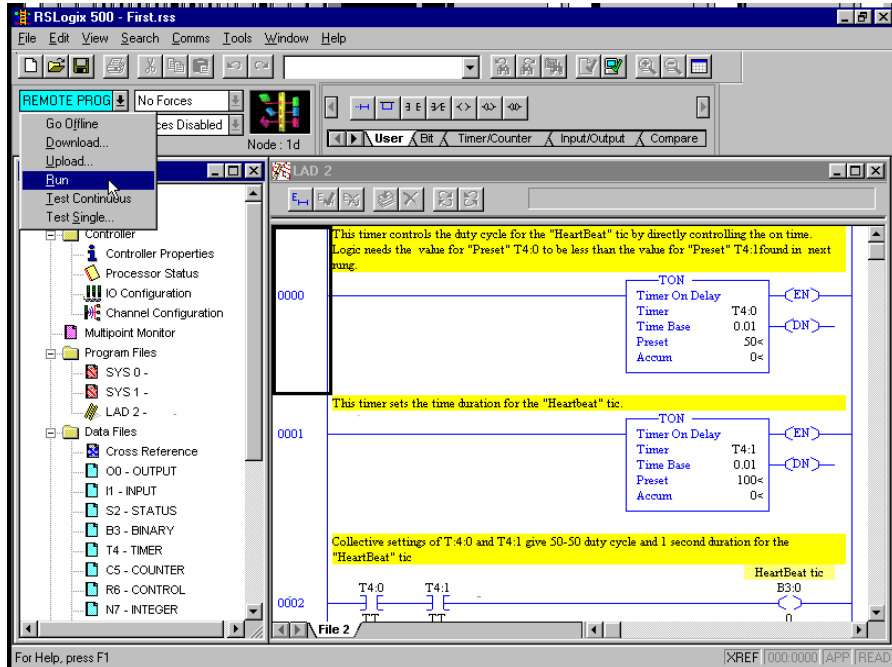 RSLogix 500 - First.rss
File Edit View Search Comms Tools Window Help
REMOTE PROG
No Forces
ces Disabled
Node : 1d
User Bit Timer/Counter Input/Output Compare
Go Offline
Download...
Upload...
Run
Test Continuous
Test Single...
Controller
Controller Properties
Processor Status
IO Configuration
Channel Configuration
Multipoint Monitor
Program Files
SYS 0 -
SYS 1 -
LAD 2 -
Data Files
Cross Reference
O0 - OUTPUT
I1 - INPUT
S2 - STATUS
B3 - BINARY
T4 - TIMER
C5 - COUNTER
R6 - CONTROL
N7 - INTEGER
LAD 2
This timer controls the duty cycle for the "HeartBeat" tic by directly controlling the on time.
Logic needs the value for "Preset" T4:0 to be less than the value for "Preset" T4:1found in next
rung.
0000
TON
Timer On Delay
EN
Timer T4:0
Time Base 0.01
DN
Preset 50<
Accum 0<
This timer sets the time duration for the "Heartbeat" tic.
0001
TON
Timer On Delay
EN
Timer T4:1
Time Base 0.01
DN
Preset 100<
Accum 0<
Collective settings of T:4:0 and T4:1 give 50-50 duty cycle and 1 second duration for the
"HeartBeat" tic
HeartBeat tic
T4:0 T4:1 B3:0
0002
TT TT 0
File 2
For Help, press F1
XREF 000:0000 APP READ